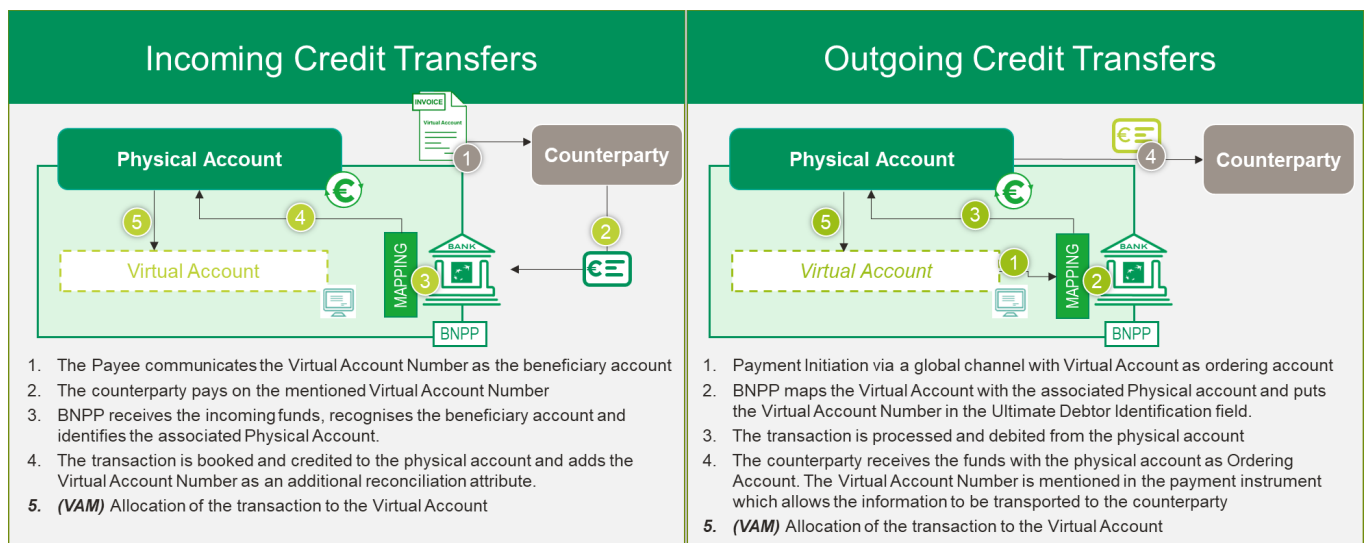 Incoming Credit Transfers
INVOICE
Virtual Account
1
Physical Account
Counterparty
€
5
4
2
Virtual Account
MAPPING
3
BANK
€
BNPP
1. The Payee communicates the Virtual Account Number as the beneficiary account
2. The counterparty pays on the mentioned Virtual Account Number
3. BNPP receives the incoming funds, recognises the beneficiary account and
identifies the associated Physical Account.
4. The transaction is booked and credited to the physical account and adds the
Virtual Account Number as an additional reconciliation attribute.
5. (VAM) Allocation of the transaction to the Virtual Account
Outgoing Credit Transfers
€
4
Physical Account
Counterparty
€
5
3
Virtual Account
1
MAPPING
2
BANK
BNPP
1. Payment Initiation via a global channel with Virtual Account as ordering account
2. BNPP maps the Virtual Account with the associated Physical account and puts
the Virtual Account Number in the Ultimate Debtor Identification field.
3. The transaction is processed and debited from the physical account
4. The counterparty receives the funds with the physical account as Ordering
Account. The Virtual Account Number is mentioned in the payment instrument
which allows the information to be transported to the counterparty
5. (VAM) Allocation of the transaction to the Virtual Account